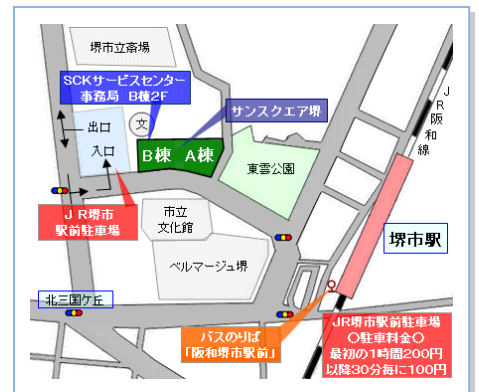 堺市立斎場
SCKサービスセンター
事務局 B棟2F
サンスクエア堺
JR阪和線
出口
文
入口
B棟 A棟
東雲公園
JR堺市
駅前駐車場
市立
文化館
堺市駅
ベルマージュ堺
北三国ケ丘
バスのりば
「阪和堺市駅前」
JR堺市駅前駐車場
〇駐車料金〇
最初の1時間200円
以降30分毎に100円